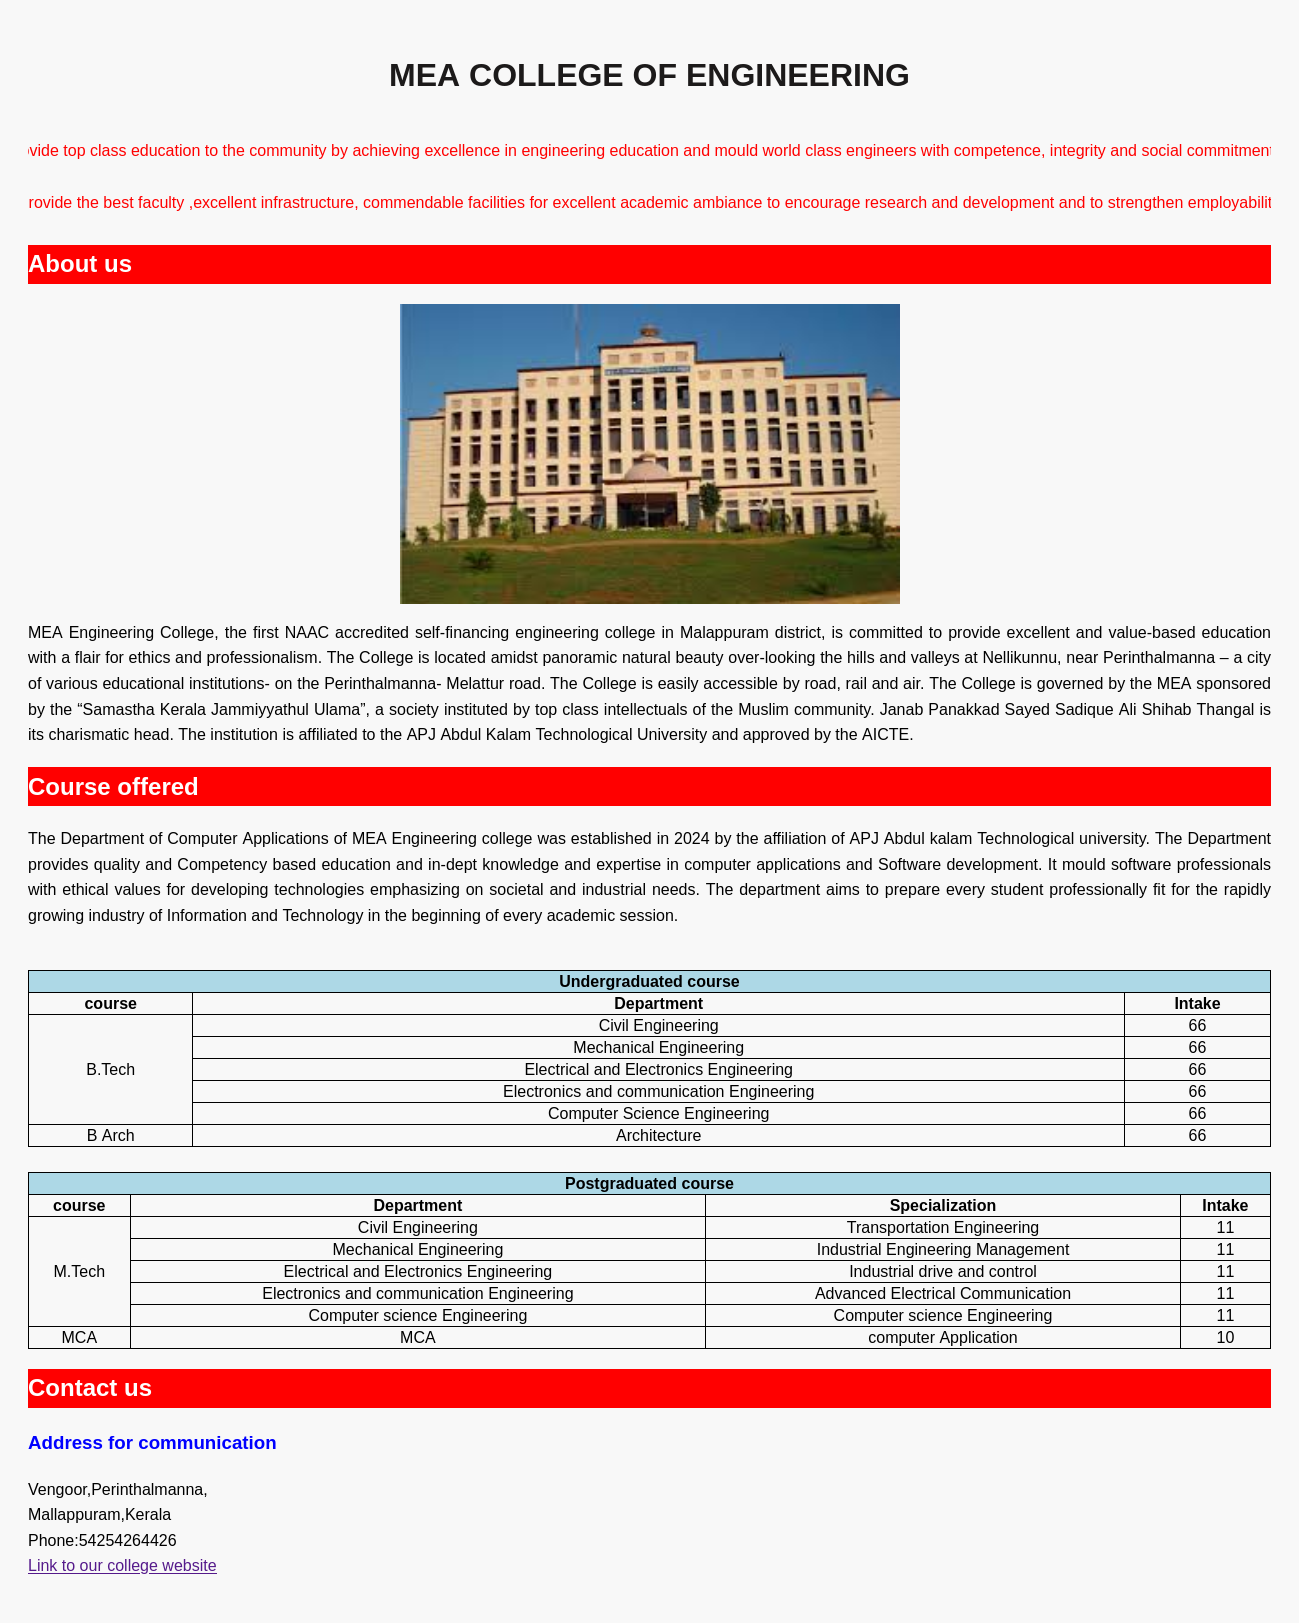 MEA COLLEGE OF ENGINEERING
top class education to the community by achieving excellence in engineering education and mould world class engineers with competence, integrity and social commitment
the best faculty ,excellent infrastructure, commendable facilities for excellent academic ambiance to encourage research and development and to strengthen
About us
MEA Engineering College, the first NAAC accredited self-financing engineering college in Malappuram district, is committed to provide excellent and value-based education
with a flair for ethics and professionalism. The College is located amidst panoramic natural beauty over-looking the hills and valleys at Nellikunnu, near Perinthalmanna – a city
of various educational institutions- on the Perinthalmanna- Melattur road. The College is easily accessible by road, rail and air. The College is governed by the MEA sponsored
by the “Samastha Kerala Jammiyyathul Ulama”, a society instituted by top class intellectuals of the Muslim community. Janab Panakkad Sayed Sadique Ali Shihab Thangal is
its charismatic head. The institution is affiliated to the APJ Abdul Kalam Technological University and approved by the AICTE.
Course offered
The Department of Computer Applications of MEA Engineering college was established in 2024 by the affiliation of APJ Abdul kalam Technological university. The Department
provides quality and Competency based education and in-dept knowledge and expertise in computer applications and Software development. It mould software professionals
with ethical values for developing technologies emphasizing on societal and industrial needs. The department aims to prepare every student professionally fit for the rapidly
growing industry of Information and Technology in the beginning of every academic session.
Undergraduated course
course Department Intake
B.Tech Civil Engineering 66
Mechanical Engineering 66
Electrical and Electronics Engineering 66
Electronics and communication Engineering 66
Computer Science Engineering 66
B Arch Architecture 66
Postgraduated course
course Department Specialization Intake
M.Tech Civil Engineering Transportation Engineering 11
Mechanical Engineering Industrial Engineering Management 11
Electrical and Electronics Engineering Industrial drive and control 11
Electronics and communication Engineering Advanced Electrical Communication 11
Computer science Engineering Computer science Engineering 11
MCA MCA computer Application 10
Contact us
Address for communication
Vengoor,Perinthalmanna,
Mallappuram,Kerala
Phone:54254264426
Link to our college website